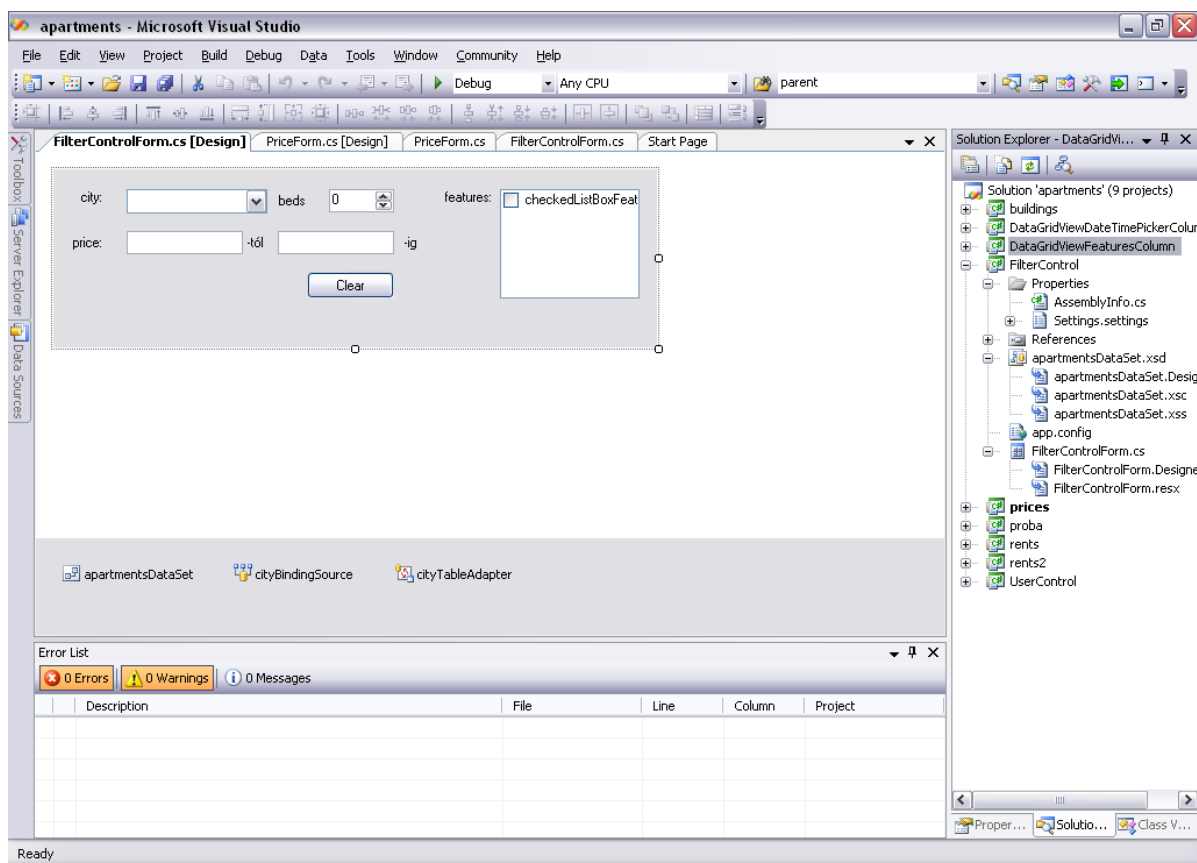 apartments - Microsoft Visual Studio
File Edit View Project Build Debug Data Tools Window Community Help
Debug Any CPU parent
FilterControlForm.cs [Design] PriceForm.cs [Design] PriceForm.cs FilterControlForm.cs Start Page
Toolbox
Server Explorer
Data Sources
city: beds 0 features: checkedListBoxFeat
price: -tól -ig
Clear
apartmentsDataSet cityBindingSource cityTableAdapter
Error List
0 Errors 0 Warnings 0 Messages
Description File Line Column Project
Solution Explorer - DataGridVi...
Solution 'apartments' (9 projects)
buildings
DataGridViewDateTimePickerColur
DataGridViewFeaturesColumn
FilterControl
Properties
AssemblyInfo.cs
Settings.settings
References
apartmentsDataSet.xsd
apartmentsDataSet.Desig
apartmentsDataSet.xsc
apartmentsDataSet.xss
app.config
FilterControlForm.cs
FilterControlForm.Designe
FilterControlForm.resx
prices
proba
rents
rents2
UserControl
Proper... Solutio... Class V...
Ready